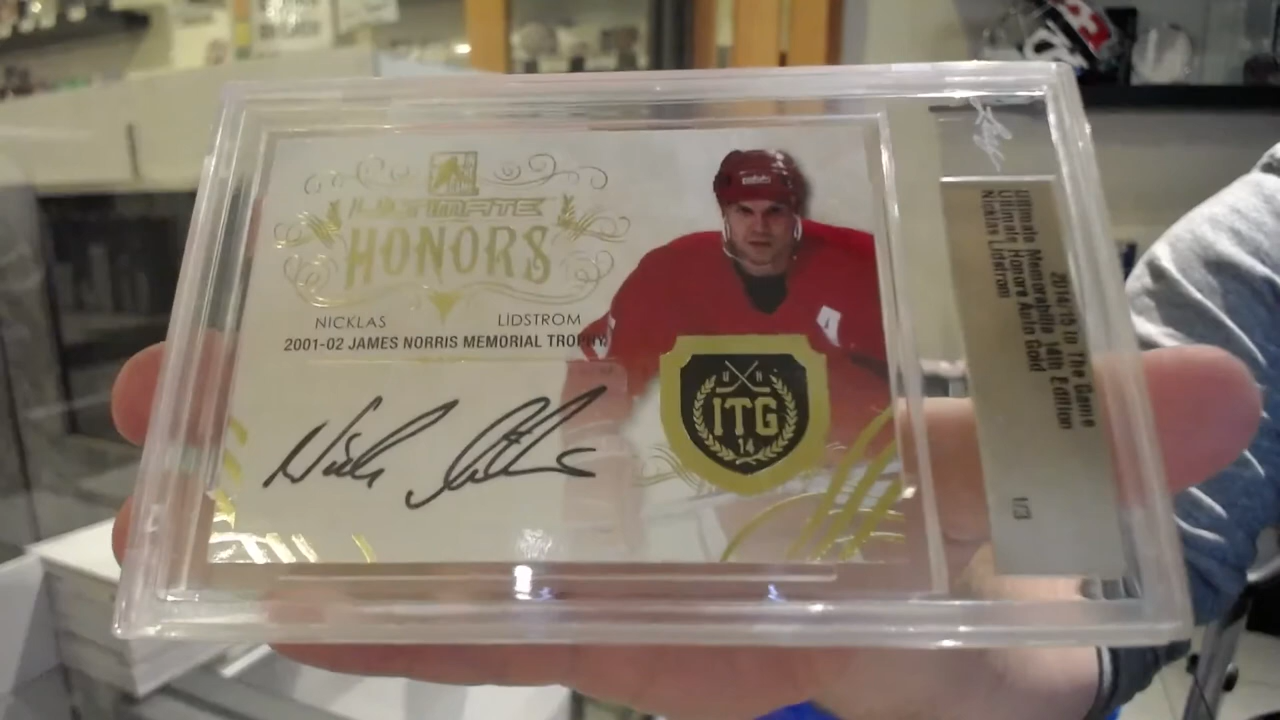 ULTIMATE
HONORS
NICKLAS LIDSTROM
2001-02 JAMES NORRIS MEMORIAL TROPHY
A
ITG
14
2014/15 In The Game
Ultimate Memorabilia 14th Edition
Ultimate Honors Auto Gold
Nicklas Lidstrom
1/3